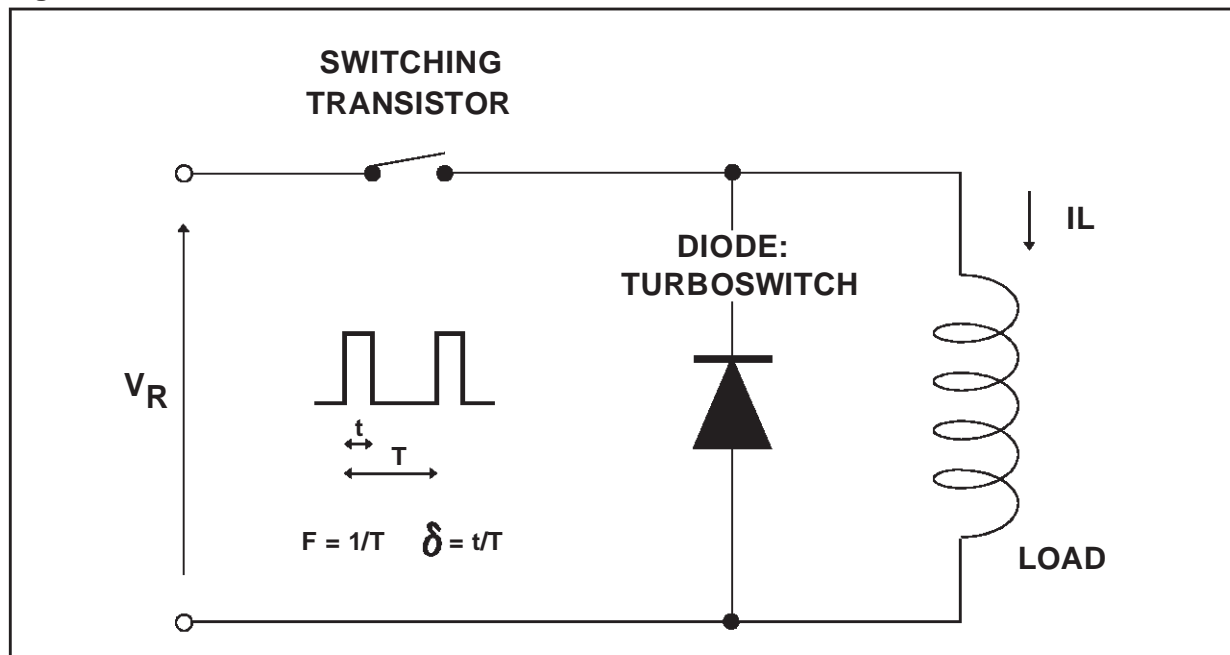 SWITCHING
TRANSISTOR
IL
DIODE:
TURBOSWITCH
VR
t
T
F = 1/T δ = t/T
LOAD